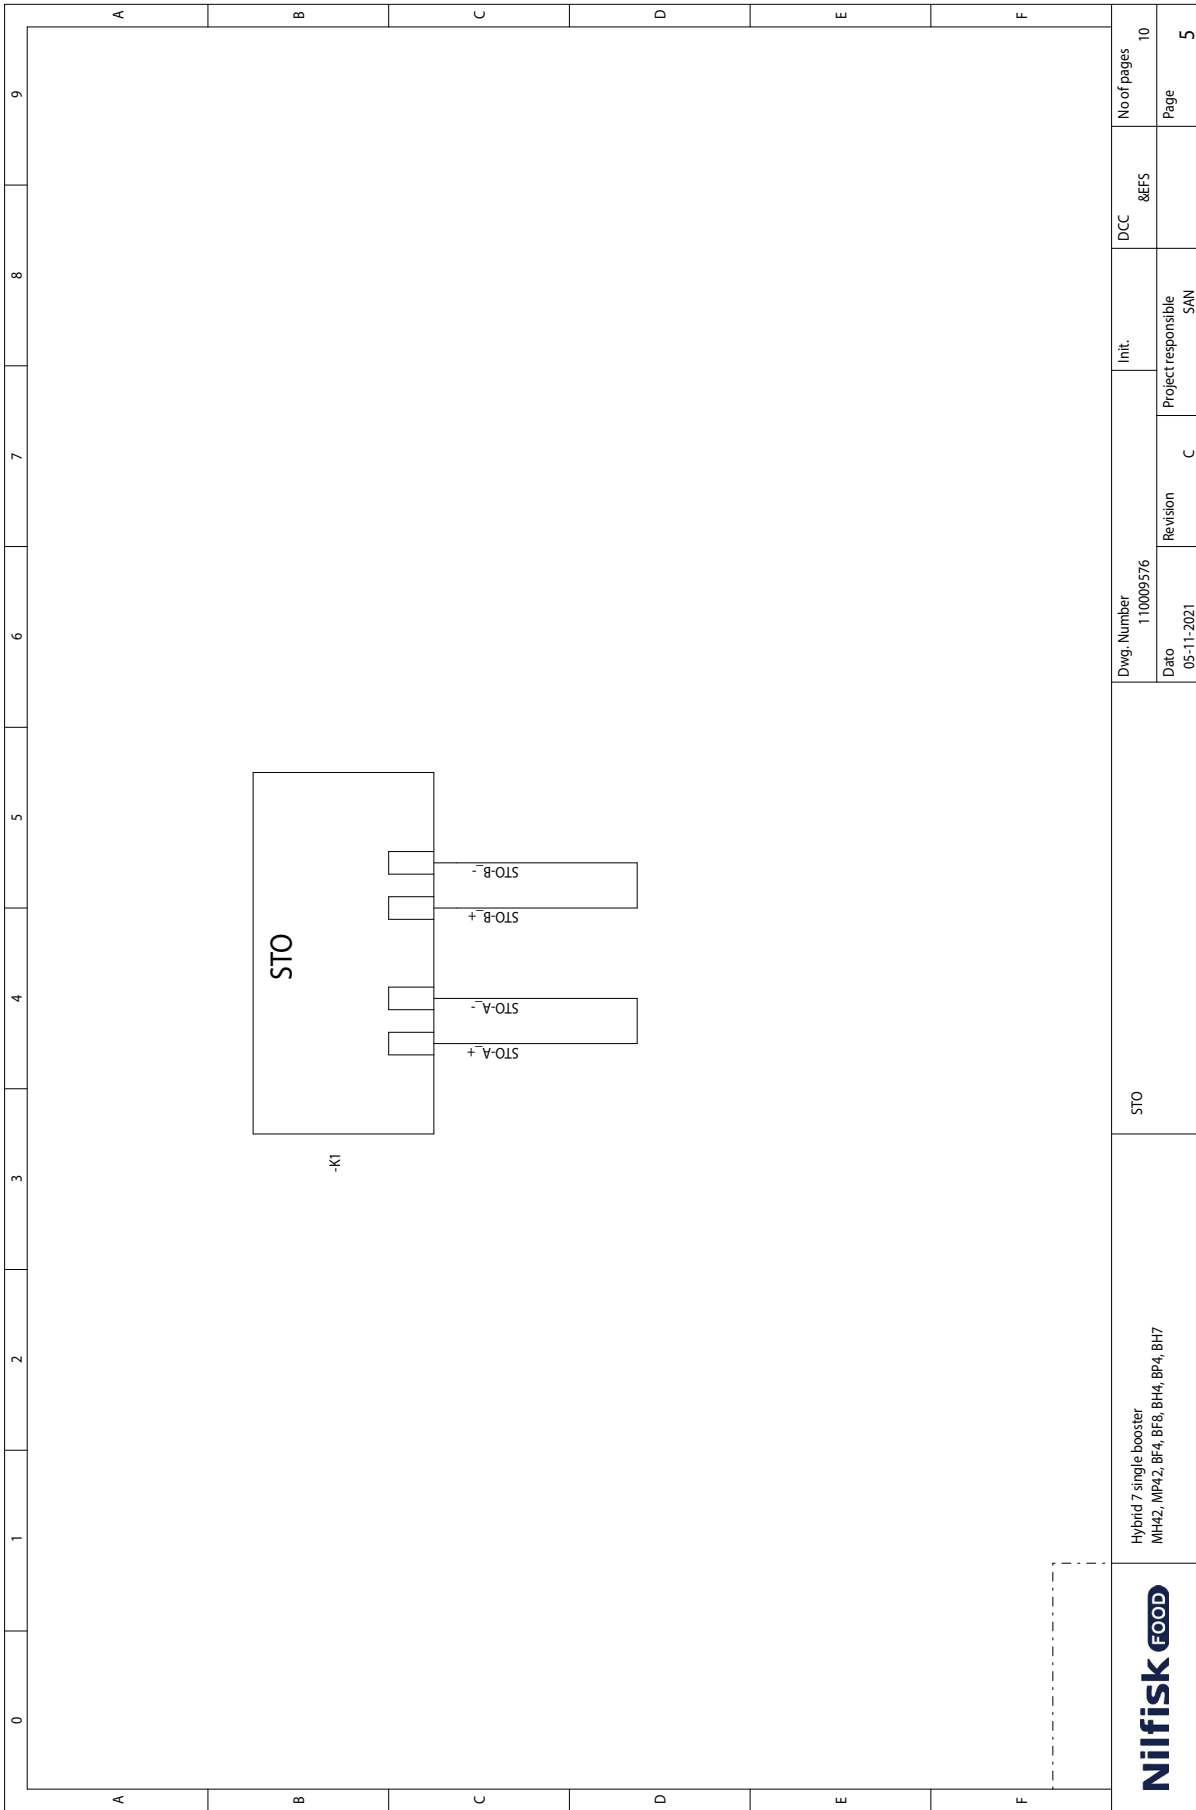 0 1 2 3 4 5 6 7 8 9
A A
B B
C C
D D
E E
F F
-K1
STO
STO-A_+
STO-A_-
STO-B_+
STO-B_-
Nilfisk FOOD
Hybrid 7 single booster
MH42, MP42, BF4, BF8, BH4, BP4, BH7
STO
Dwg. Number
110009576
Init.
DCC
&EFS
No of pages
10
Dato
05-11-2021
Revision
C
Project responsible
SAN
Page
5